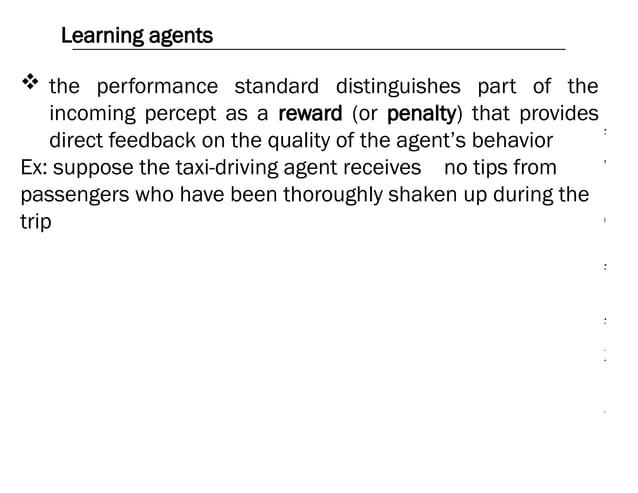 Learning agents
❖ the performance standard distinguishes part of the
incoming percept as a reward (or penalty) that provides
direct feedback on the quality of the agent’s behavior
Ex: suppose the taxi-driving agent receives no tips from
passengers who have been thoroughly shaken up during the
trip